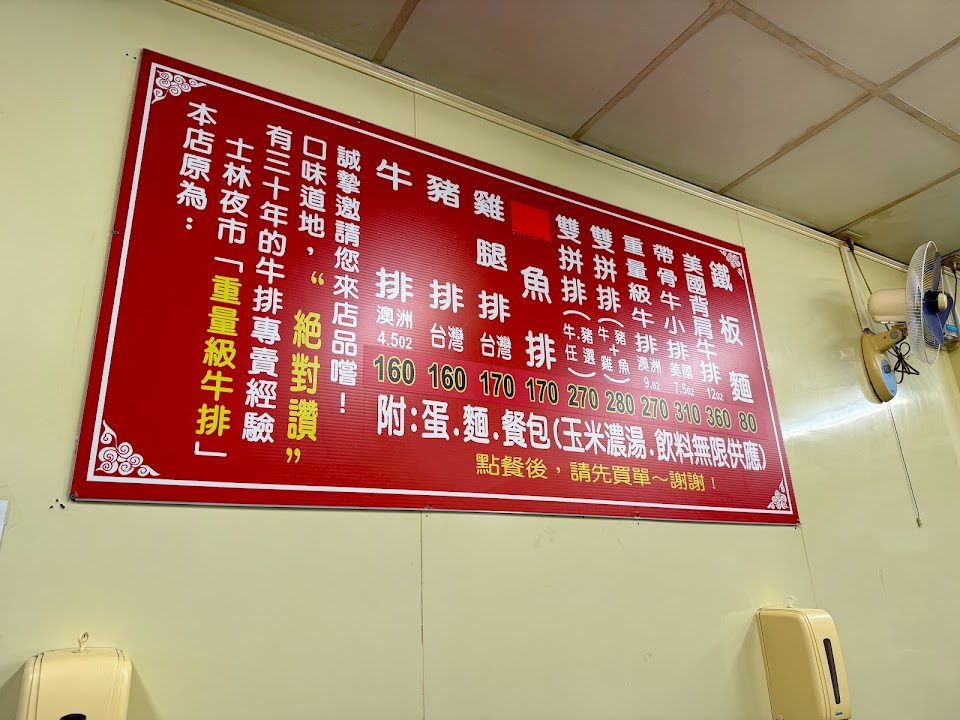 本店原為：
士林夜市「重量級牛排」
有三十年的牛排專賣經驗
口味道地，“絕對讚”
誠摯邀請您來店品嚐！
牛排 澳洲 4.5oz 160
豬排 台灣 160
雞腿排 台灣 170
魚排 170
雙拼排(牛.豬任選) 270
雙拼排(牛豬+雞魚) 280
重量級牛排 澳洲 9.oz 270
帶骨牛小排 美國 7.5oz 310
美國背肩牛排 12oz 360
鐵板麵 80
附:蛋.麵.餐包(玉米濃湯.飲料無限供應)
點餐後，請先買單～謝謝！